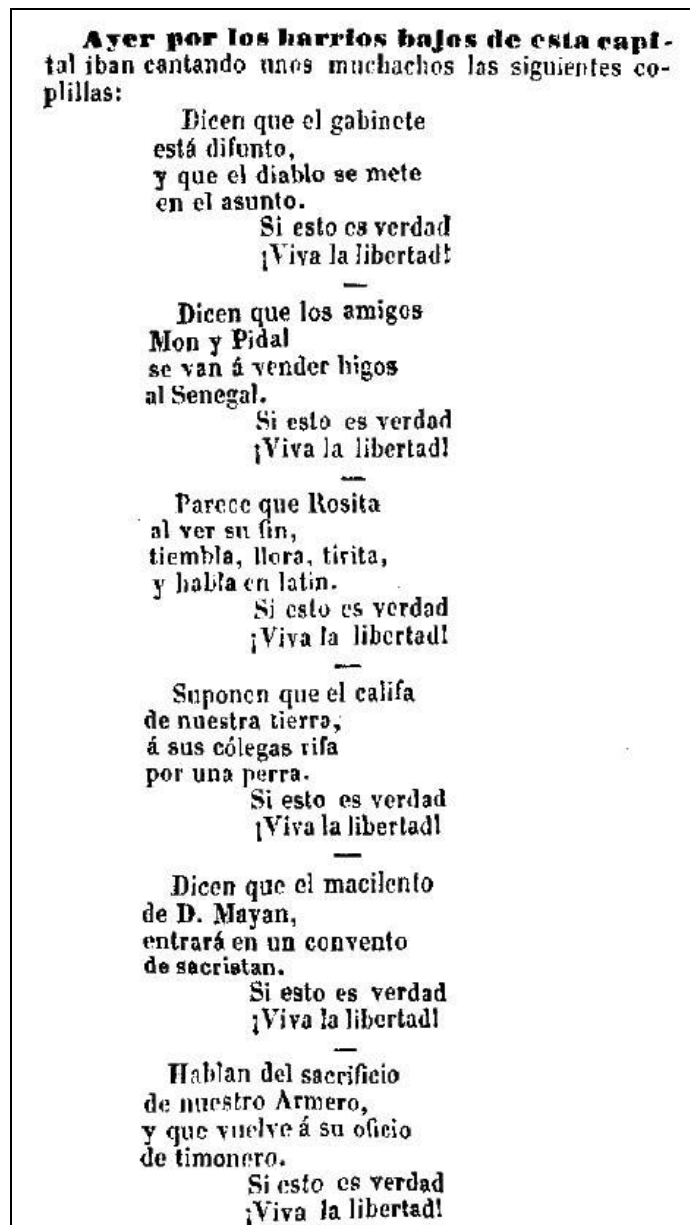 Ayer por los barrios bajos de esta capi-
tal iban cantando unos muchachos las siguientes co-
plillas:
Dicen que el gabinete
está difunto,
y que el diablo se mete
en el asunto.
Si esto es verdad
¡Viva la libertad!
—
Dicen que los amigos
Mon y Pidal
se van á vender higos
al Senegal.
Si esto es verdad
¡Viva la libertad!
—
Parece que Rosita
al ver su fin,
tiembla, llora, tirita,
y habla en latin.
Si esto es verdad
¡Viva la libertad!
—
Suponen que el califa
de nuestra tierra,
á sus cólegas rifa
por una perra.
Si esto es verdad
¡Viva la libertad!
—
Dicen que el macilento
de D. Mayan,
entrará en un convento
de sacristan.
Si esto es verdad
¡Viva la libertad!
—
Hablan del sacrificio
de nuestro Armero,
y que vuelve á su oficio
de timonero.
Si esto es verdad
¡Viva la libertad!